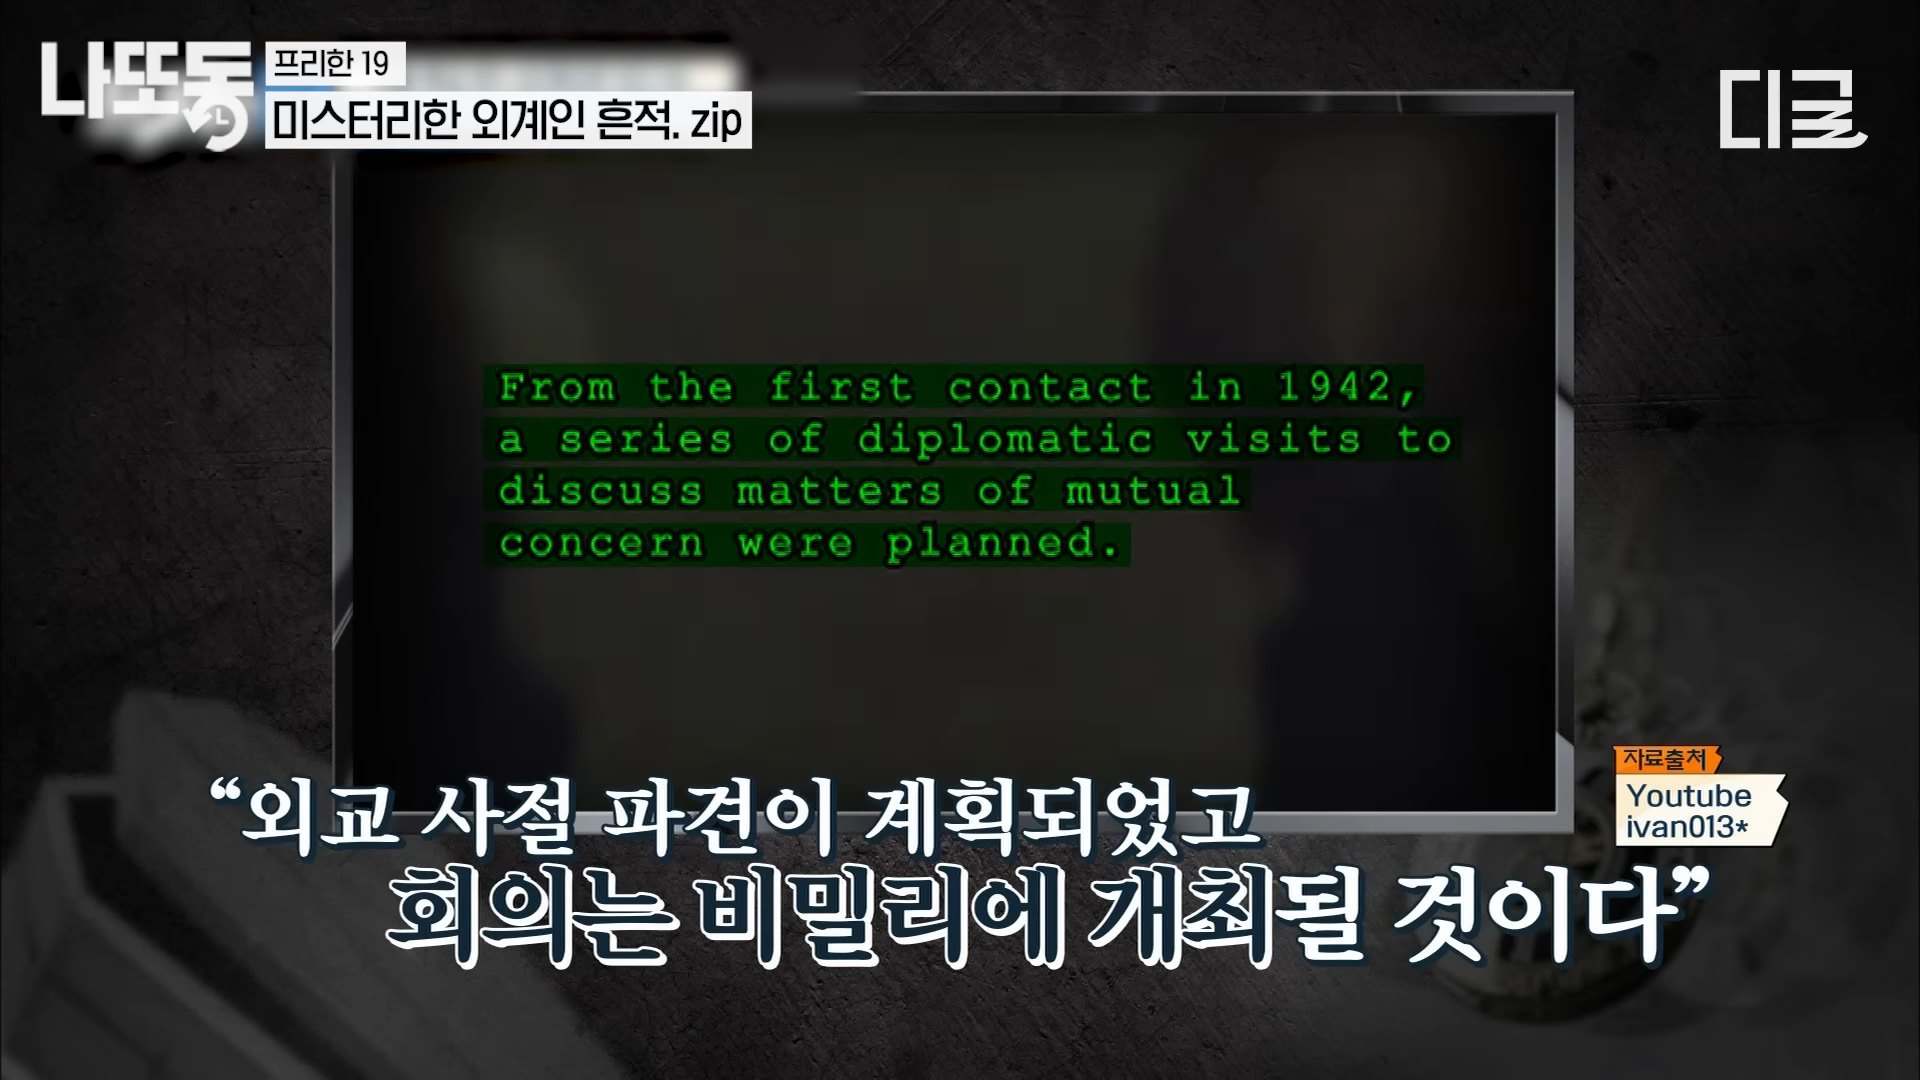 나또동
프리한 19
미스터리한 외계인 흔적. zip
디글
From the first contact in 1942,
a series of diplomatic visits to
discuss matters of mutual
concern were planned.
자료출처
Youtube
ivan013*
“외교 사절 파견이 계획되었고
회의는 비밀리에 개최될 것이다”